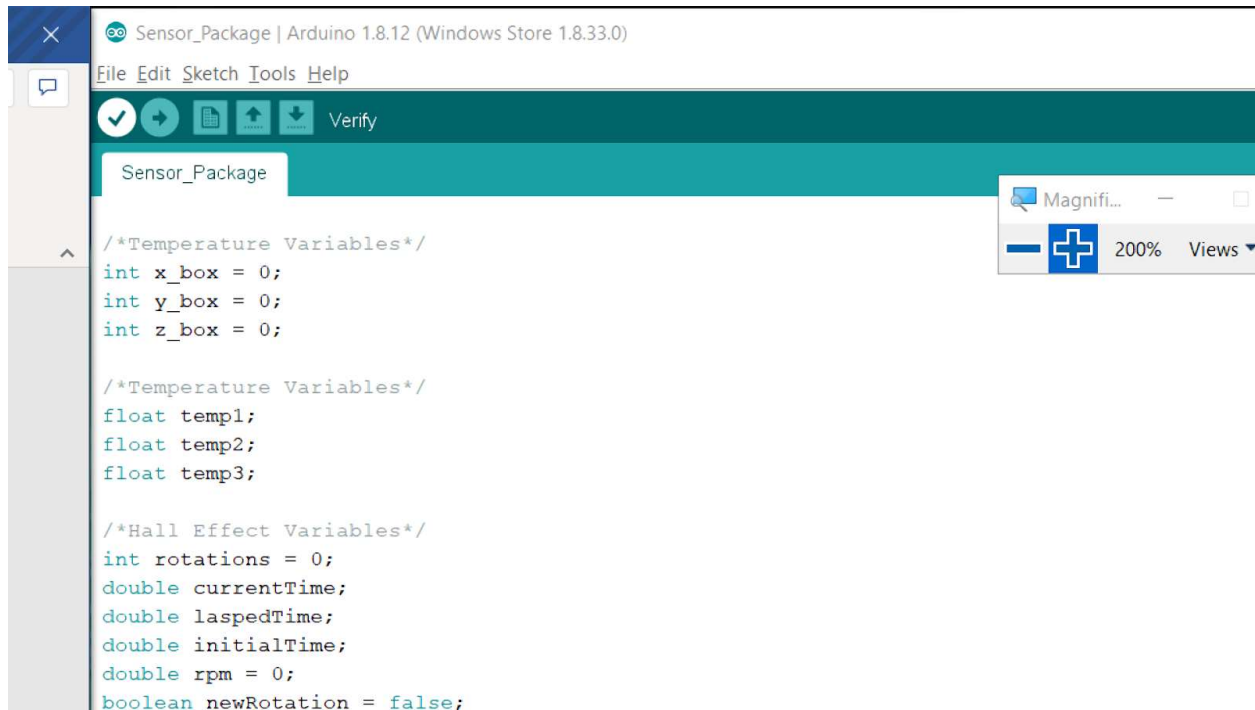 Sensor_Package | Arduino 1.8.12 (Windows Store 1.8.33.0)
File Edit Sketch Tools Help
Verify
Sensor_Package
Magnifi...
200% Views
/*Temperature Variables*/
int x_box = 0;
int y_box = 0;
int z_box = 0;
/*Temperature Variables*/
float temp1;
float temp2;
float temp3;
/*Hall Effect Variables*/
int rotations = 0;
double currentTime;
double laspedTime;
double initialTime;
double rpm = 0;
boolean newRotation = false;